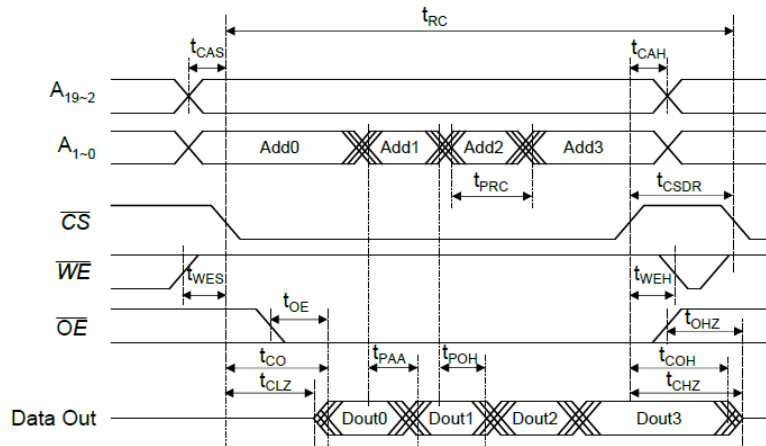 tRC
tCAS tCAH
A19~2
A1~0 Add0 Add1 Add2 Add3
tPRC tCSDR
CS
WE tWES tWEH
OE tOE tOHZ
tCO tPAA tPOH tCOH
tCLZ tCHZ
Data Out Dout0 Dout1 Dout2 Dout3